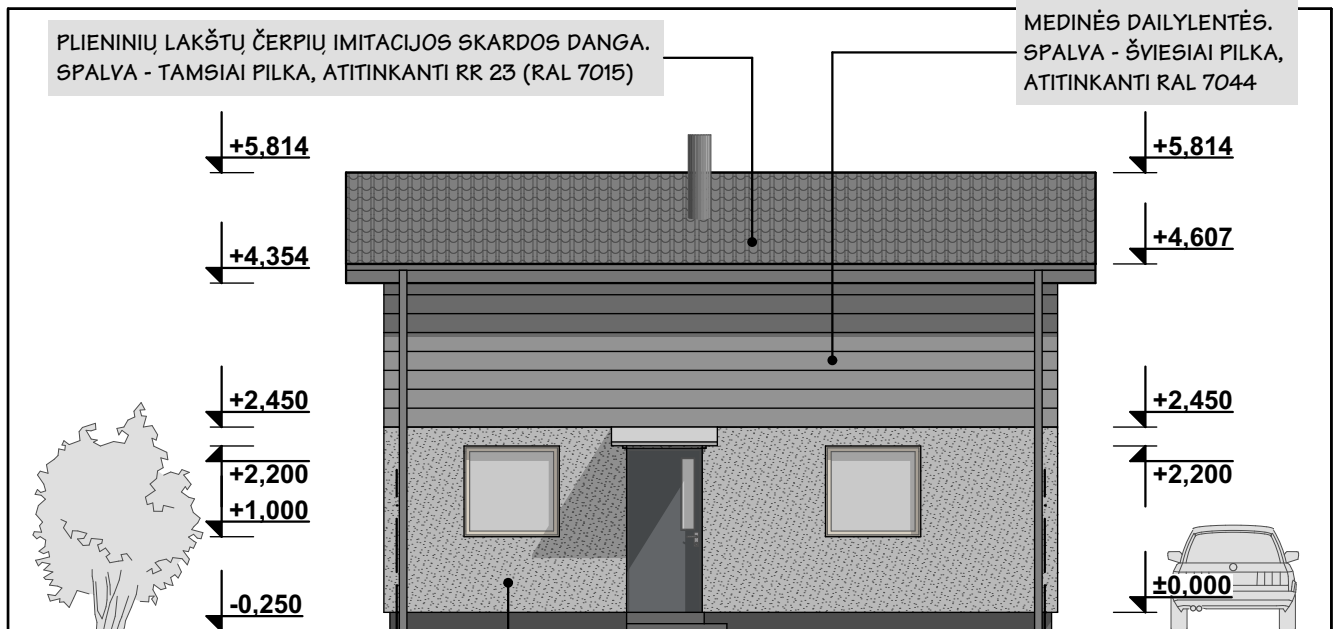 PLIENINIŲ LAKŠTŲ ČERPIŲ IMITACIJOS SKARDOS DANGA.
SPALVA - TAMSIAI PILKA, ATITINKANTI RR 23 (RAL 7015)
MEDINĖS DAILYLENTĖS.
SPALVA - ŠVIESIAI PILKA,
ATITINKANTI RAL 7044
+5,814
+4,354
+2,450
+2,200
+1,000
-0,250
+5,814
+4,607
+2,450
+2,200
±0,000